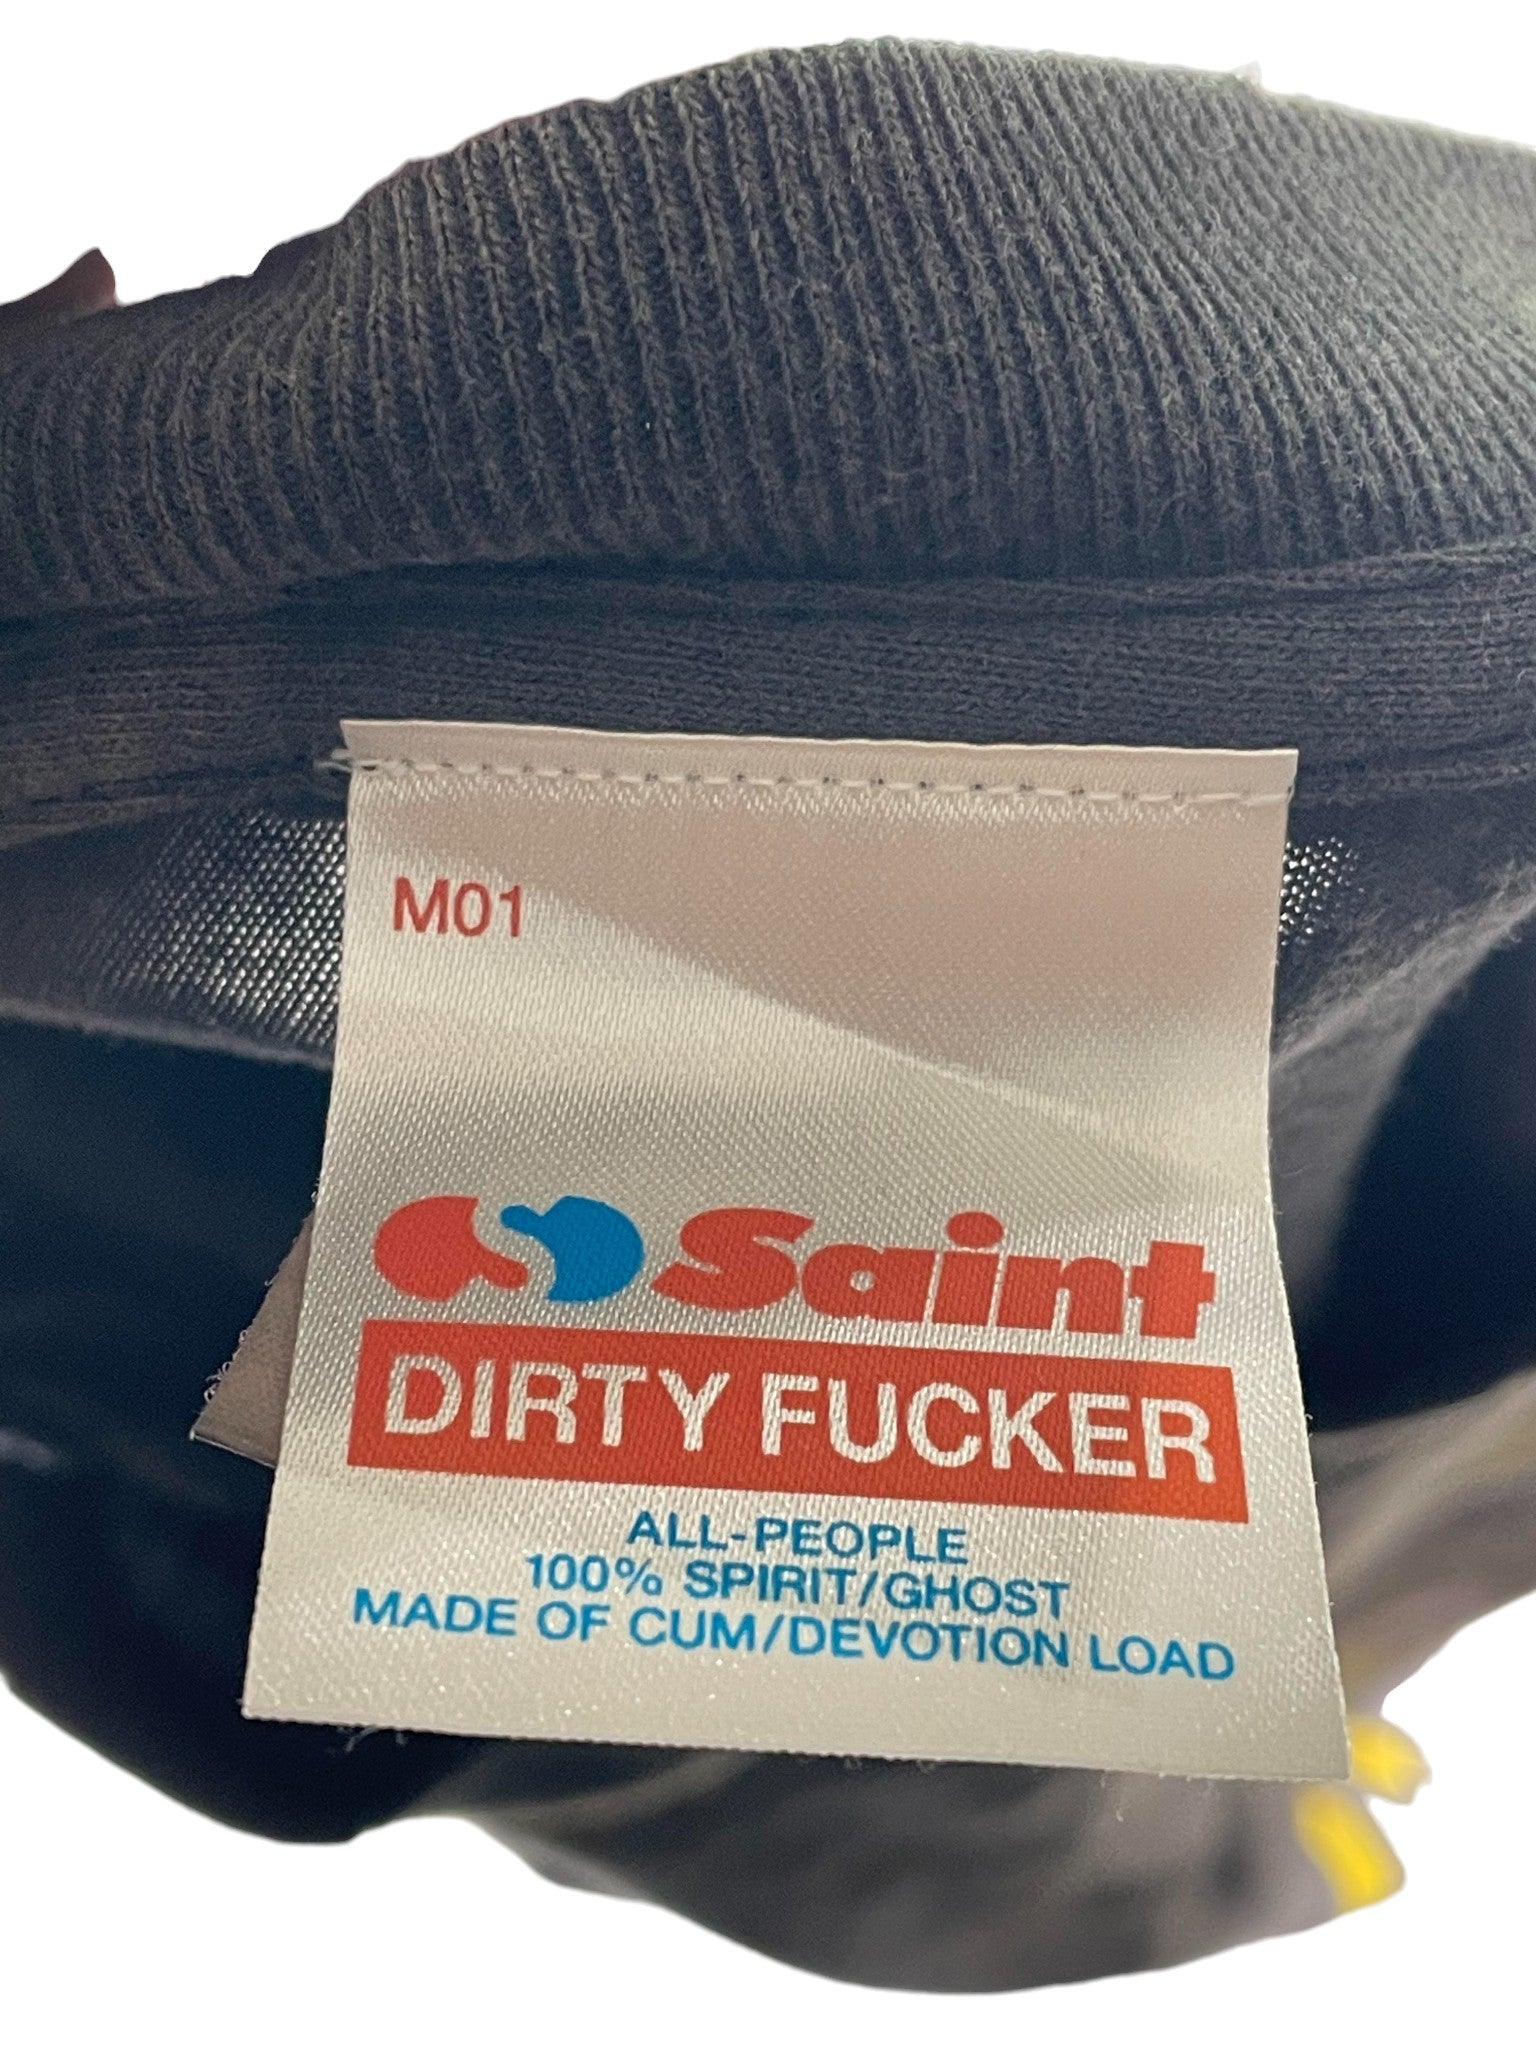 M01
Saint
DIRTY FUCKER
ALL-PEOPLE
100% SPIRIT/GHOST
MADE OF CUM/DEVOTION LOAD